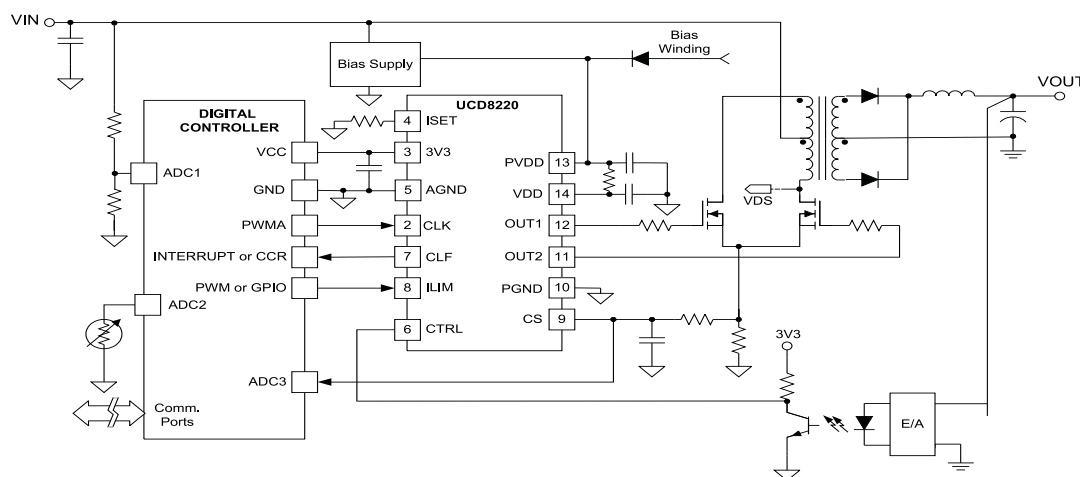 VIN
Bias
Winding
Bias Supply
VOUT
DIGITAL
CONTROLLER
UCD8220
4 ISET
VCC
3 3V3
PVDD 13
ADC1
GND
5 AGND
VDD 14
VDS
PWMA
2 CLK
OUT1 12
INTERRUPT or CCR
7 CLF
OUT2 11
PWM or GPIO
8 ILIM
PGND 10
ADC2
6 CTRL
CS 9
3V3
ADC3
Comm.
Ports
E/A